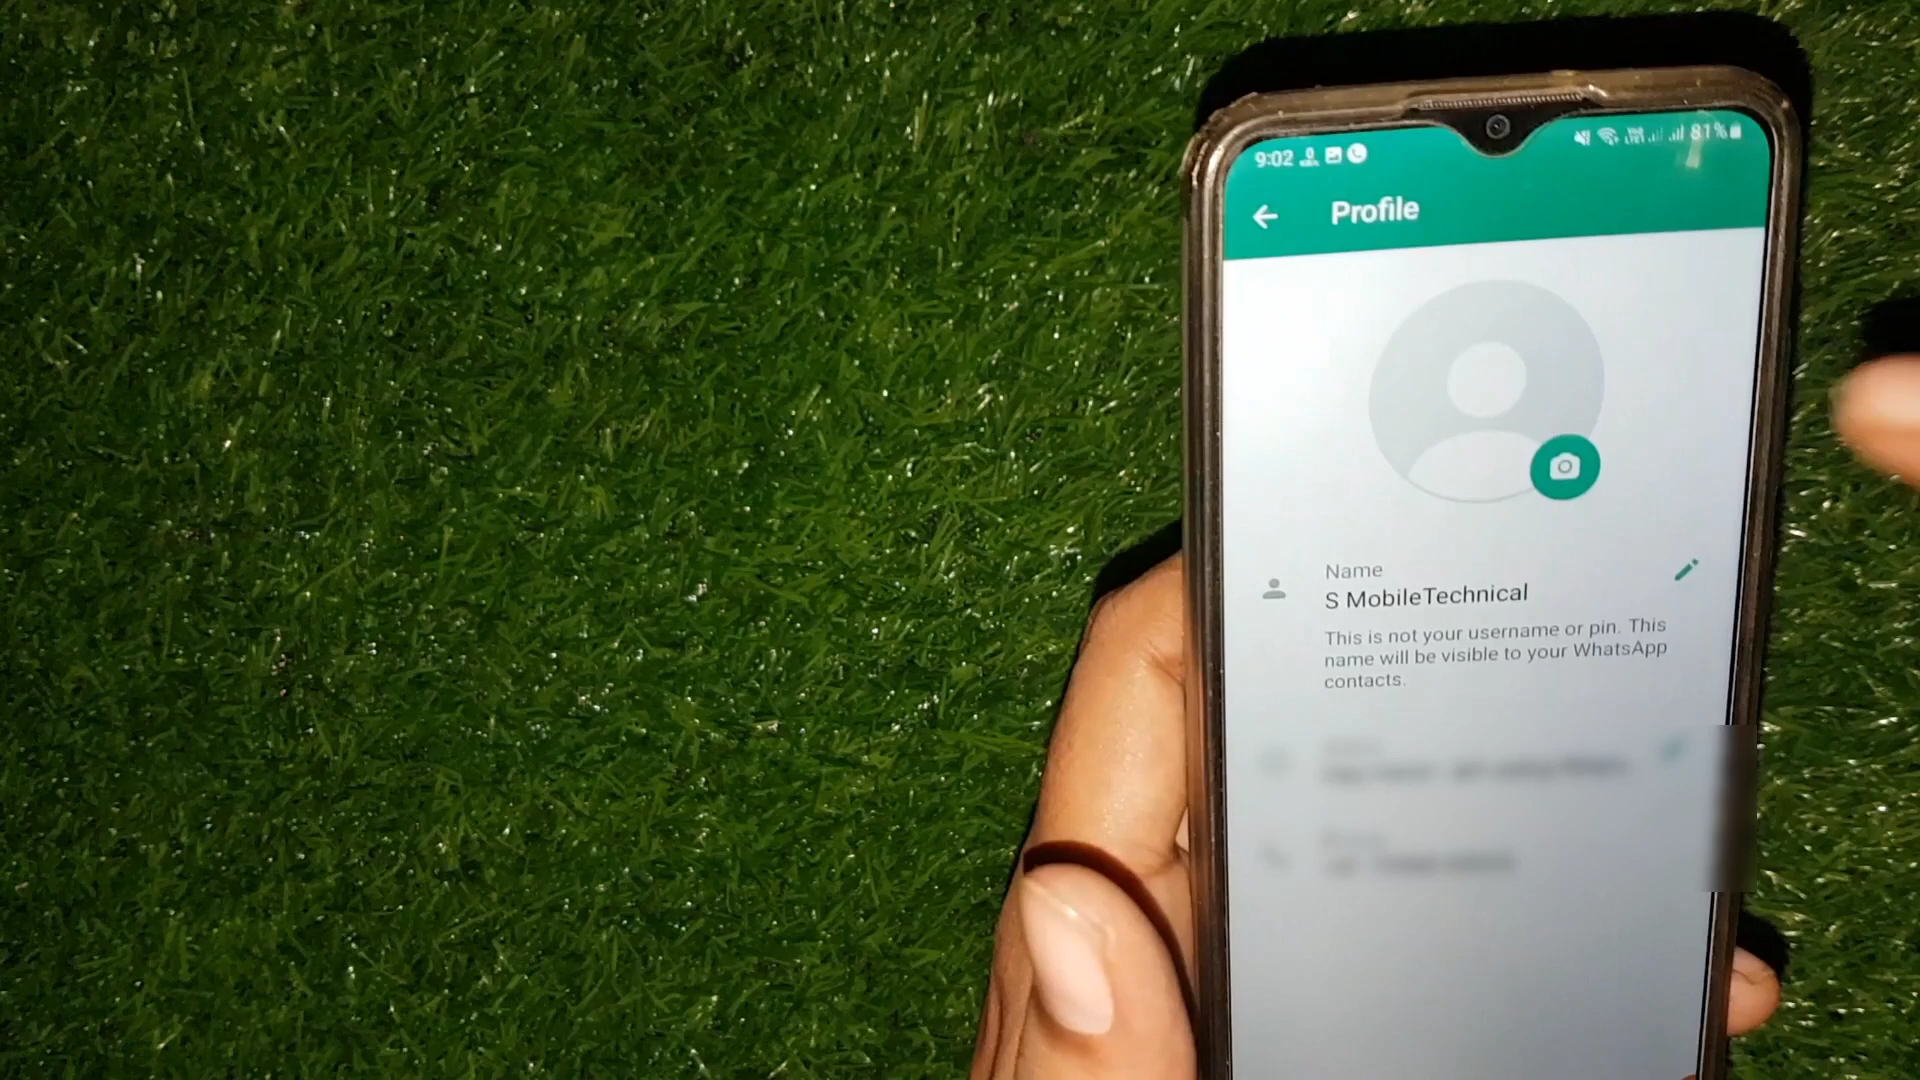 9:02 81%
Profile
Name
S MobileTechnical
This is not your username or pin. This
name will be visible to your WhatsApp
contacts.